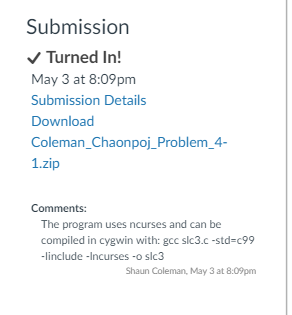 Submission
✓ Turned In!
May 3 at 8:09pm
Submission Details
Download
Coleman_Chaonpoj_Problem_4-
1.zip
Comments:
The program uses ncurses and can be
compiled in cygwin with: gcc slc3.c -std=c99
-Iinclude -lncurses -o slc3
Shaun Coleman, May 3 at 8:09pm